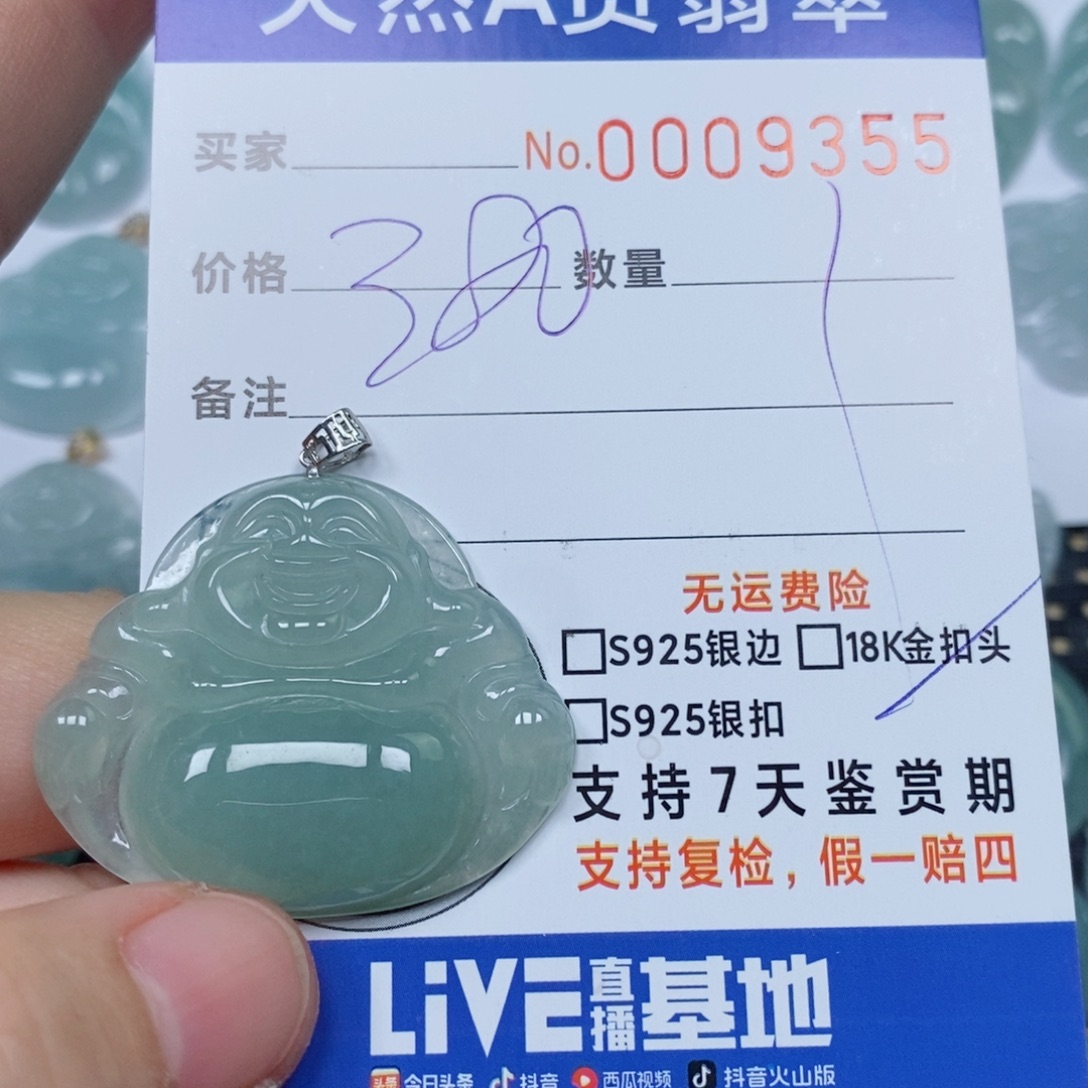 天然A货翡翠
买家 No.0009355
价格 380 数量 1
备注
无运费险
S925银边 18K金扣头
S925银扣
支持7天鉴赏期
支持复检，假一赔四
LiVE直播基地
头条 今日头条 抖音 西瓜视频 抖音火山版